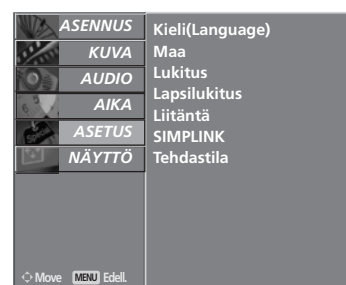 ASENNUS
KUVA
AUDIO
AIKA
ASETUS
NÄYTTÖ
Kieli(Language)
Maa
Lukitus
Lapsilukitus
Liitäntä
SIMPLINK
Tehdastila
Move MENU Edell.